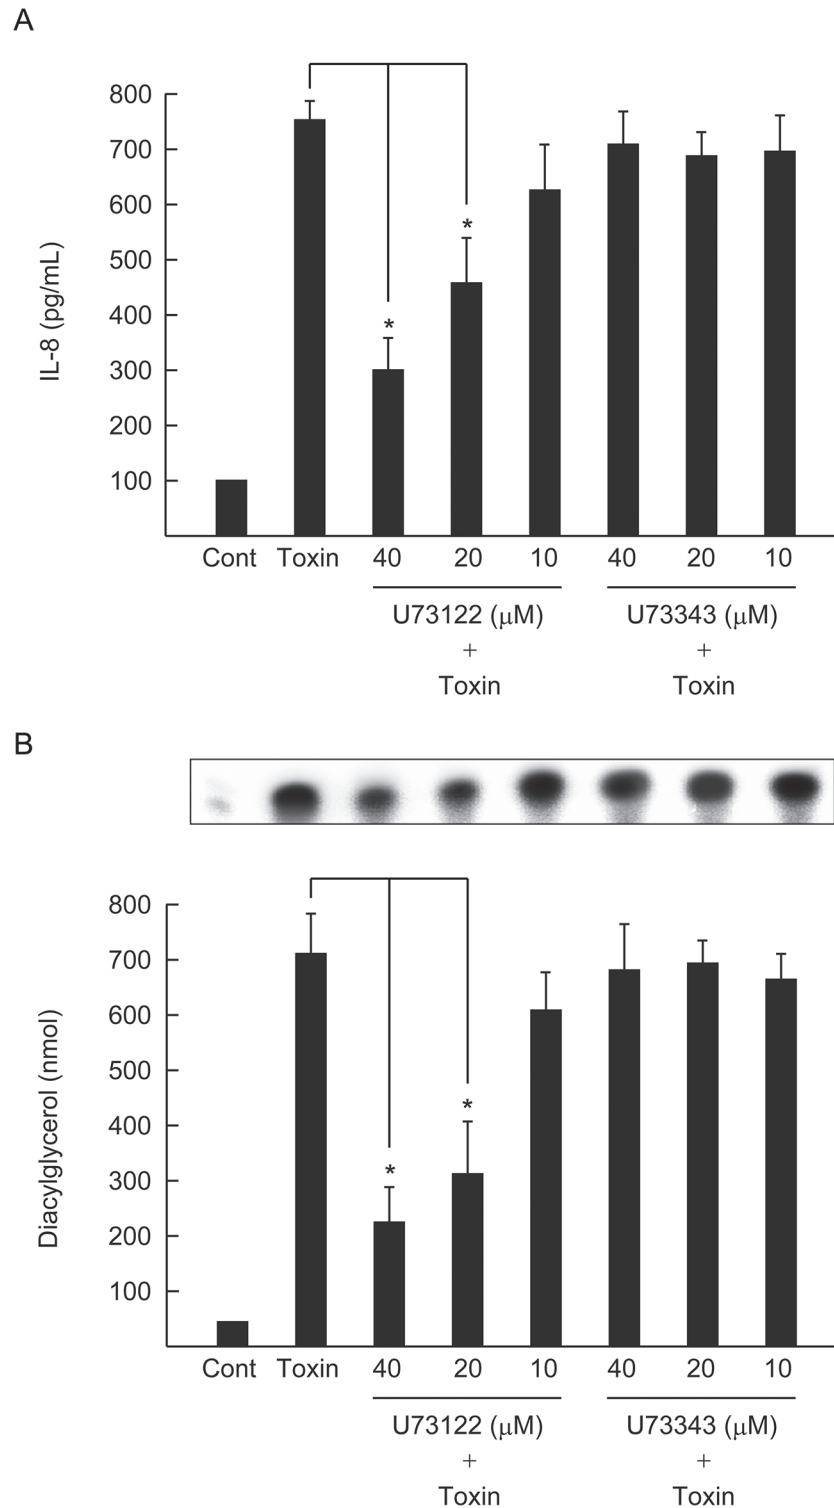 A
800
700
600
500
400
300
200
100
IL-8 (pg/mL)
*
*
Cont Toxin 40 20 10 40 20 10
U73122 (μM) U73343 (μM)
+ +
Toxin Toxin
B
800
700
600
500
400
300
200
100
Diacylglycerol (nmol)
*
*
Cont Toxin 40 20 10 40 20 10
U73122 (μM) U73343 (μM)
+ +
Toxin Toxin